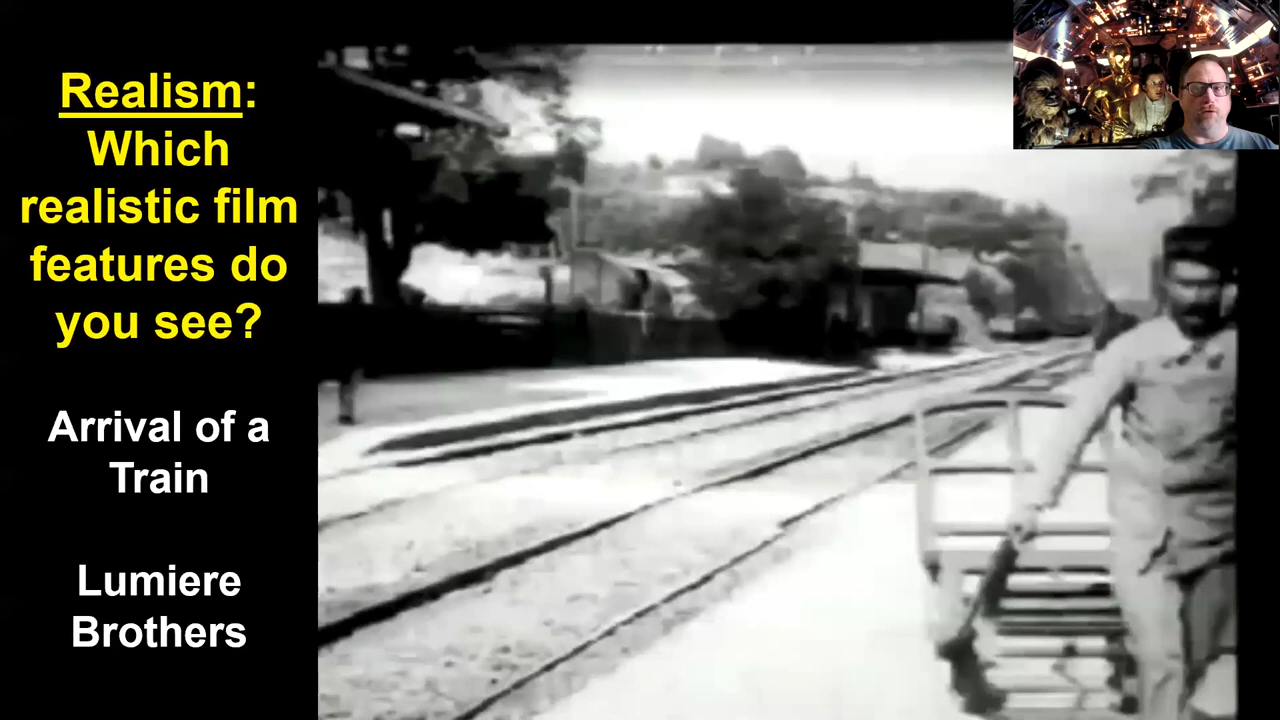 Realism:
Which
realistic film
features do
you see?
Arrival of a
Train
Lumiere
Brothers